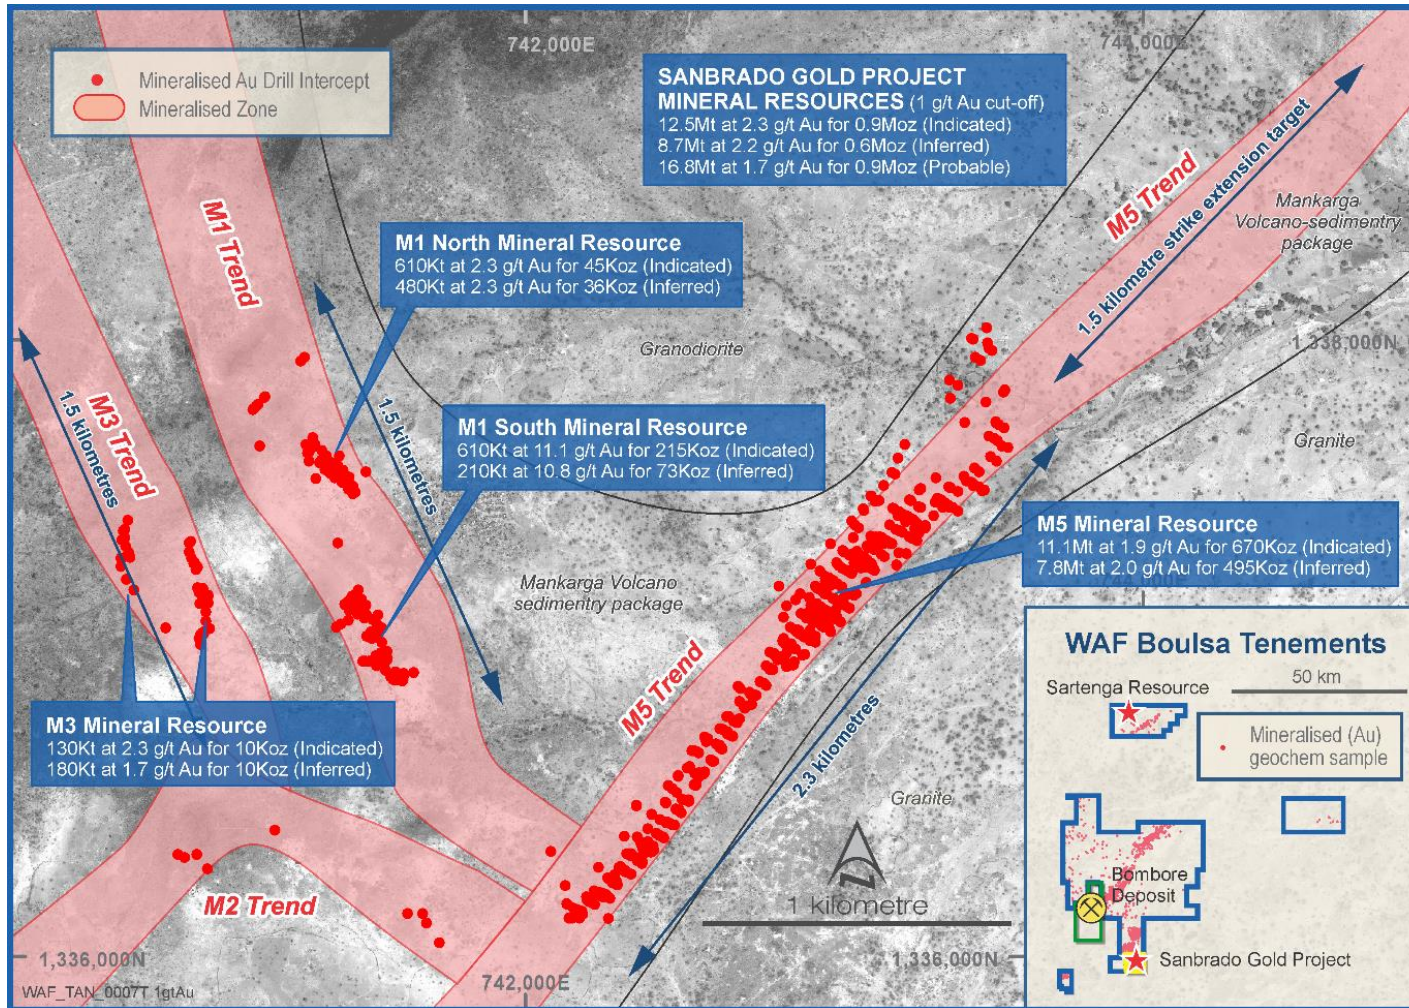 742,000E
744,000E
Mineralised Au Drill Intercept
Mineralised Zone
SANBRADO GOLD PROJECT
MINERAL RESOURCES (1 g/t Au cut-off)
12.5Mt at 2.3 g/t Au for 0.9Moz (Indicated)
8.7Mt at 2.2 g/t Au for 0.6Moz (Inferred)
16.8Mt at 1.7 g/t Au for 0.9Moz (Probable)
M5 Trend
1.5 kilometre strike extension target
Mankarga
Volcano-sedimentry
package
M1 Trend
M1 North Mineral Resource
610Kt at 2.3 g/t Au for 45Koz (Indicated)
480Kt at 2.3 g/t Au for 36Koz (Inferred)
Granodiorite
1,338,000N
1.5 kilometres
M3 Trend
1.5 kilometres
M1 South Mineral Resource
610Kt at 11.1 g/t Au for 215Koz (Indicated)
210Kt at 10.8 g/t Au for 73Koz (Inferred)
Granite
M5 Mineral Resource
11.1Mt at 1.9 g/t Au for 670Koz (Indicated)
7.8Mt at 2.0 g/t Au for 495Koz (Inferred)
744,000E
Mankarga Volcano
sedimentry package
M5 Trend
2.3 kilometres
M3 Mineral Resource
130Kt at 2.3 g/t Au for 10Koz (Indicated)
180Kt at 1.7 g/t Au for 10Koz (Inferred)
Granite
M2 Trend
N
1 kilometre
1,336,000N
742,000E
1,336,000N
WAF_TAN_0007T 1gtAu
WAF Boulsa Tenements
Sartenga Resource
50 km
Mineralised (Au)
geochem sample
Bombore
Deposit
Sanbrado Gold Project